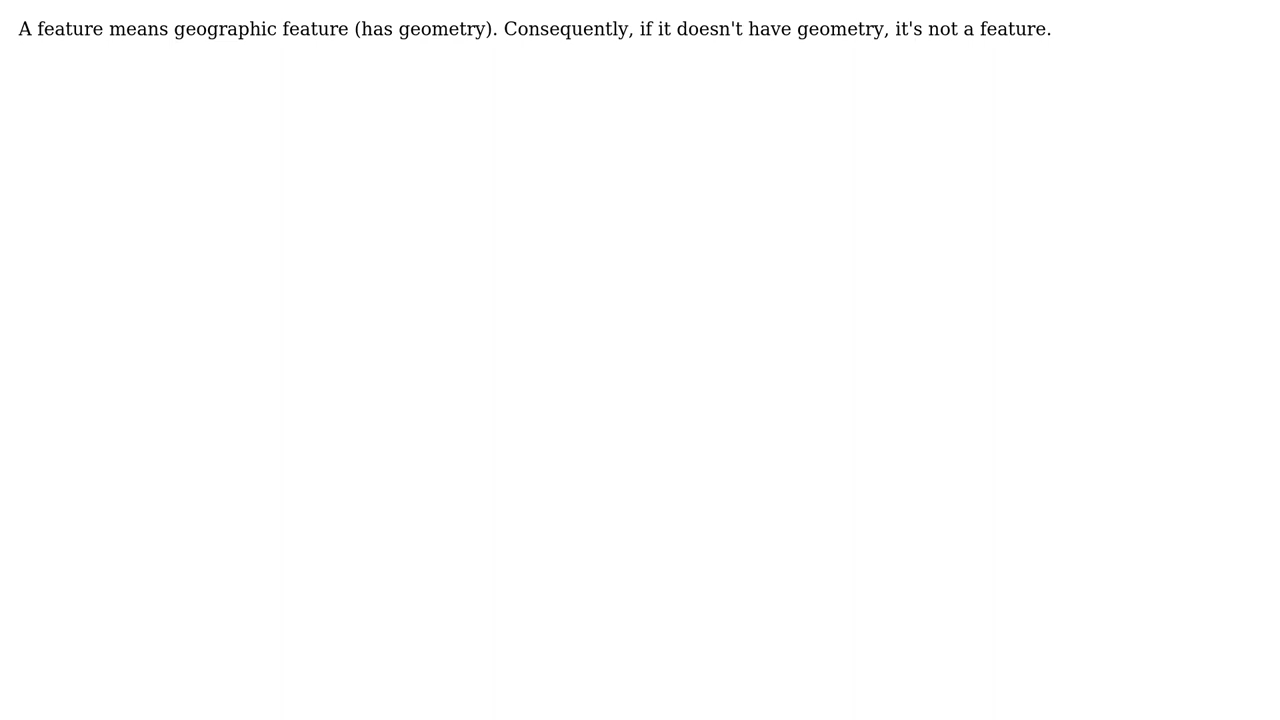 A feature means geographic feature (has geometry). Consequently, if it doesn't have geometry, it's not a feature.